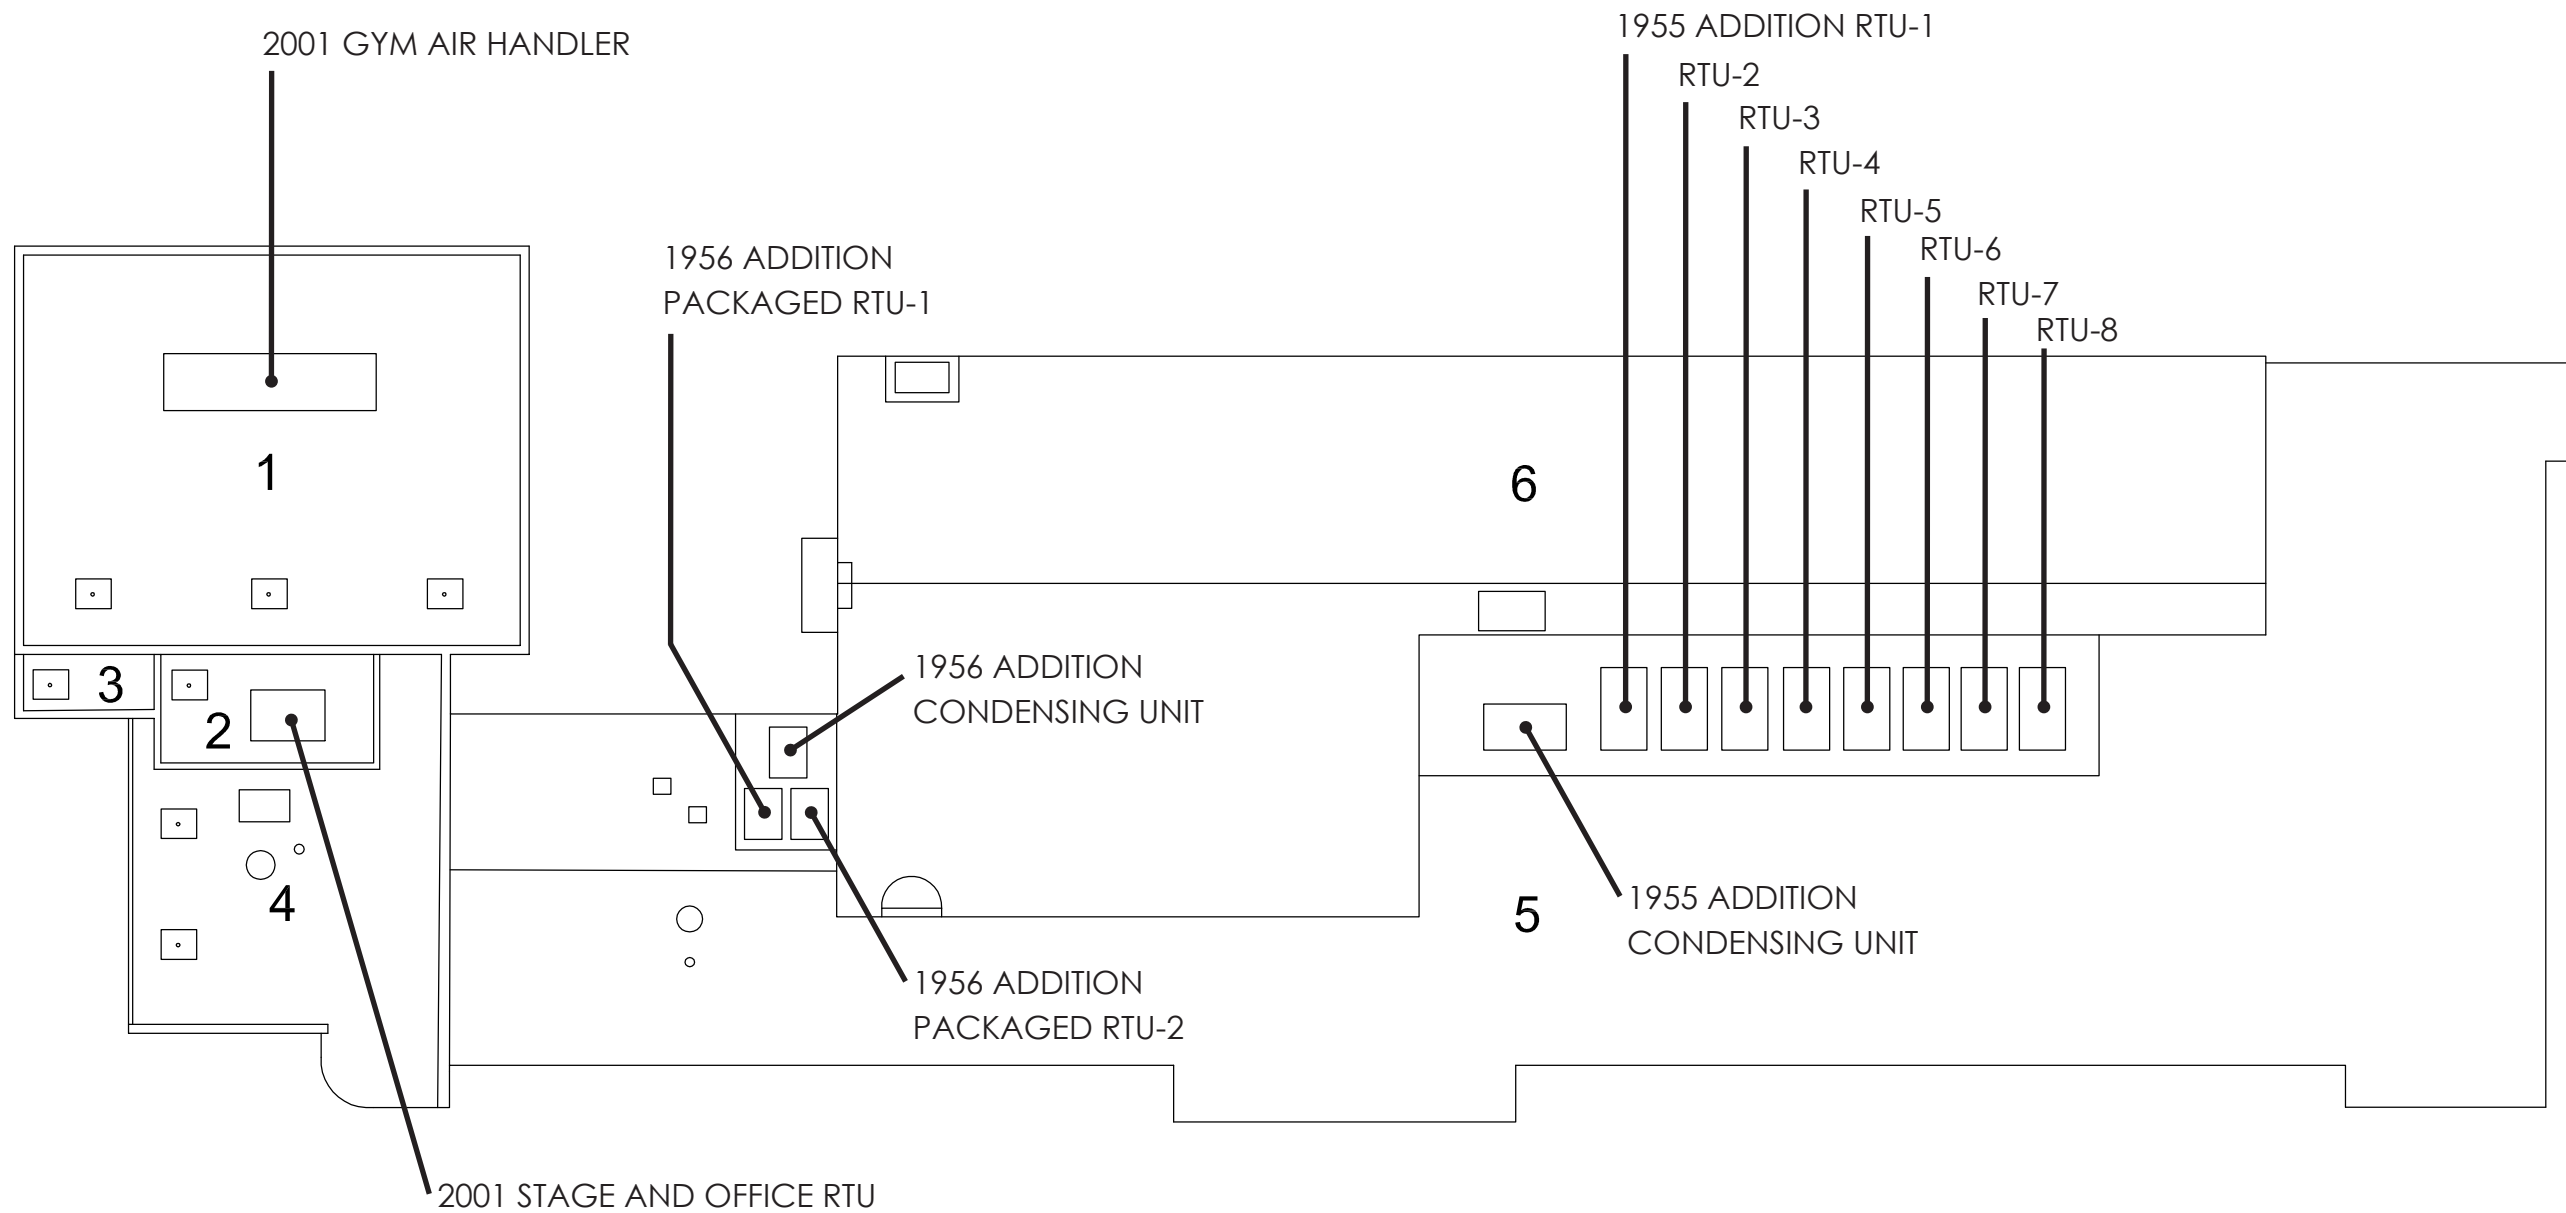 1955 ADDITION RTU-1
2001 GYM AIR HANDLER
RTU-2
RTU-3
RTU-4
RTU-5
RTU-6
1956 ADDITION
PACKAGED RTU-1
RTU-7
RTU-8
1
6
3
1956 ADDITION
CONDENSING UNIT
2
4
1955 ADDITION
CONDENSING UNIT
5
1956 ADDITION
PACKAGED RTU-2
2001 STAGE AND OFFICE RTU